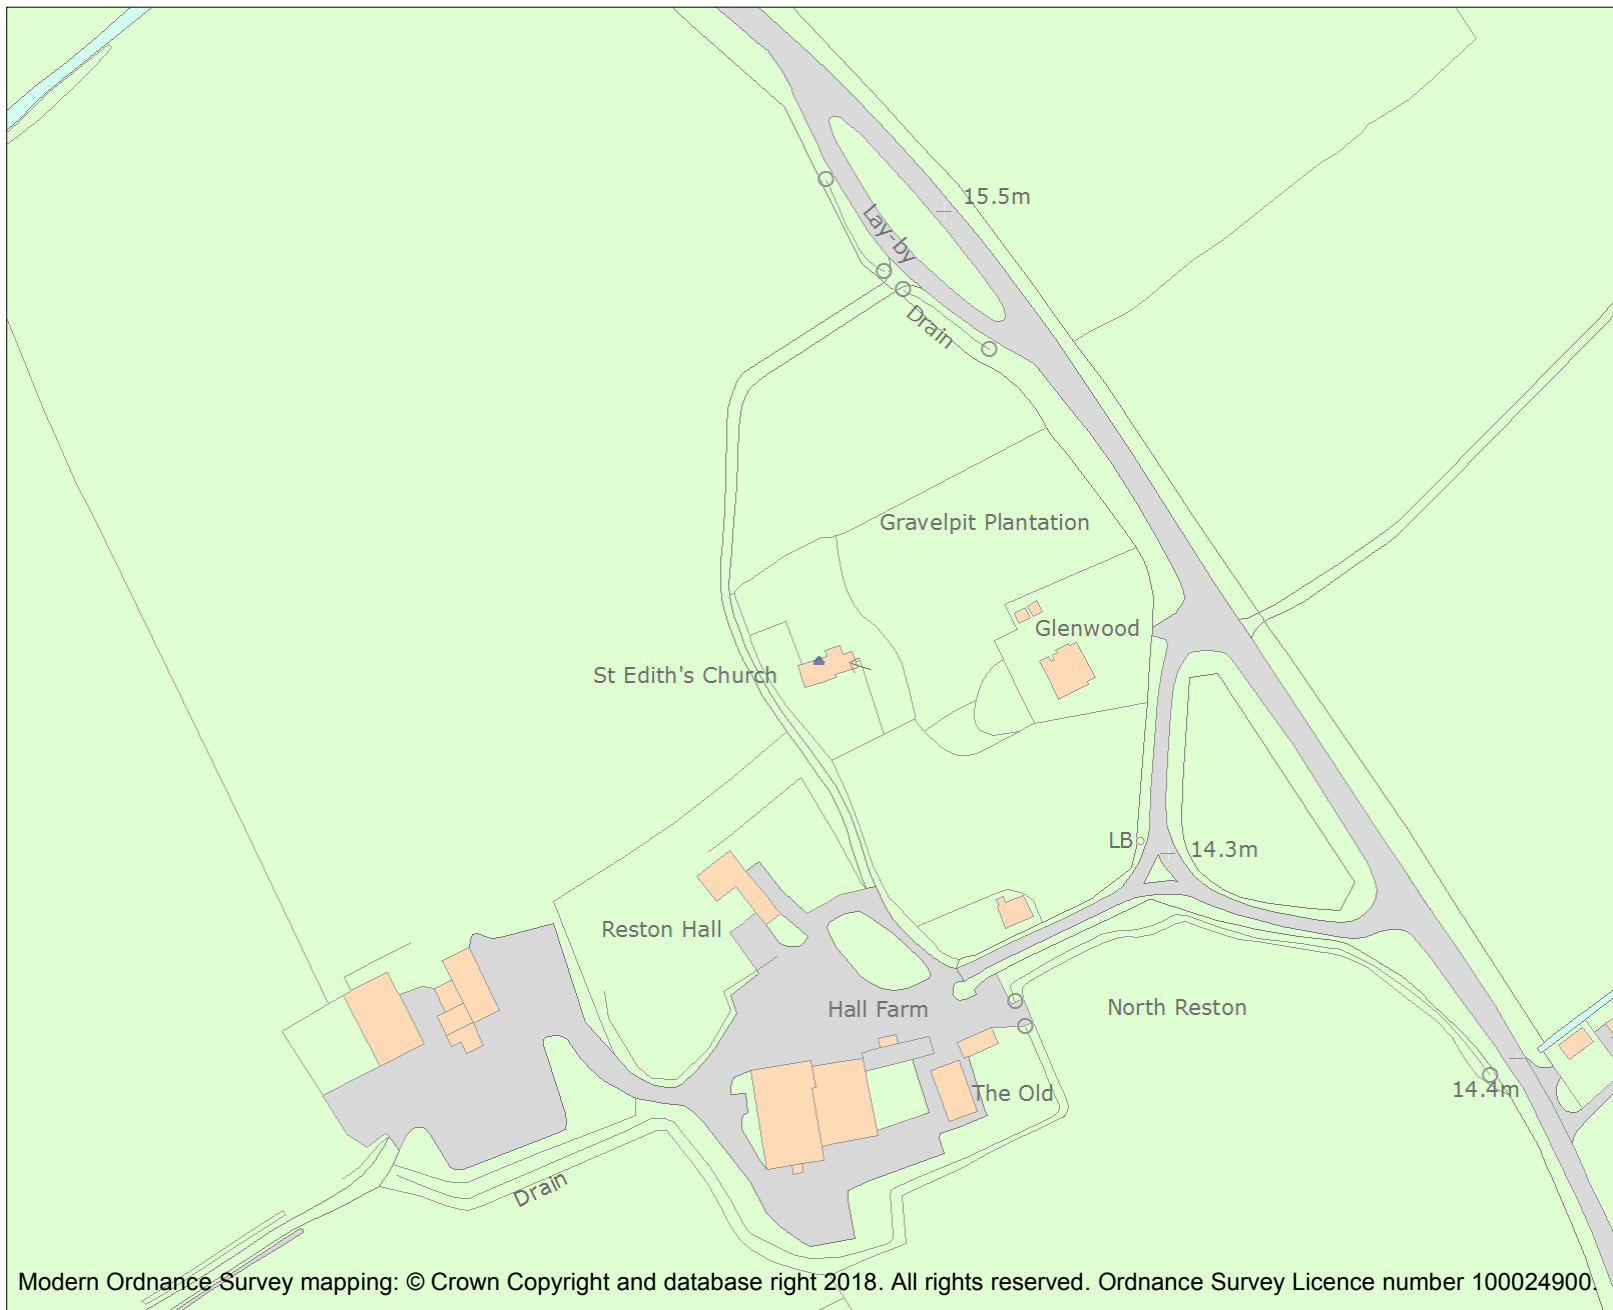 15.5m
Lay-by
Drain
Gravelpit Plantation
Glenwood
St Edith's Church
LB
14.3m
Reston Hall
Hall Farm
North Reston
The Old
14.4m
Drain
Modern Ordnance Survey mapping: © Crown Copyright and database right 2018. All rights reserved. Ordnance Survey Licence number 100024900.